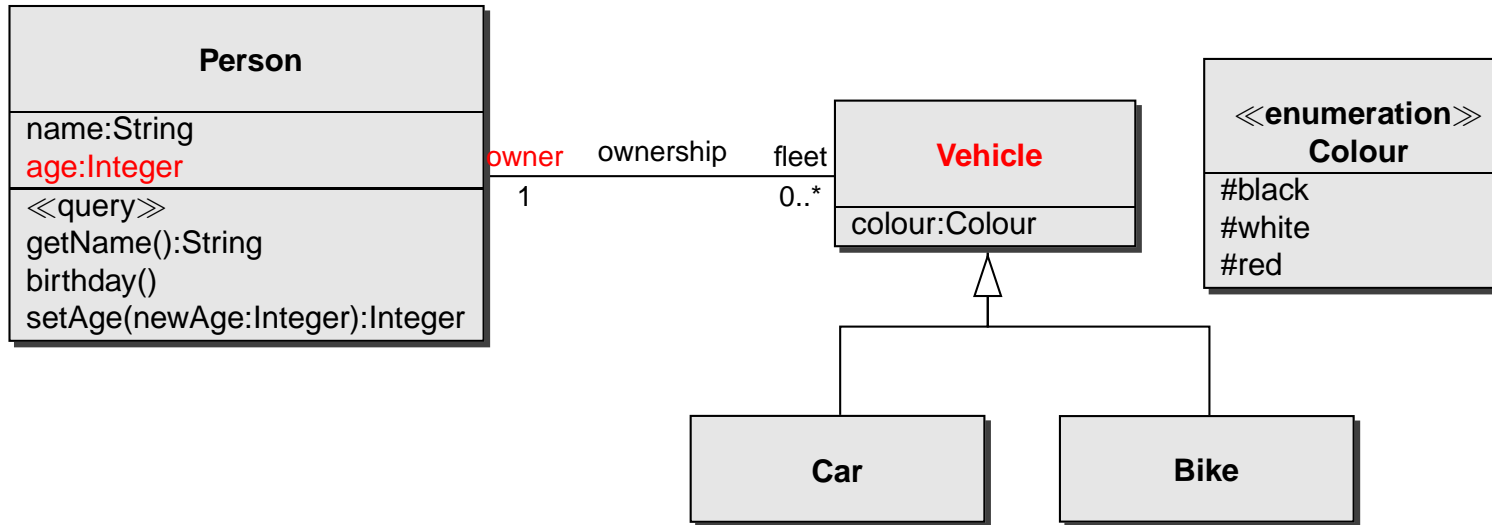 Person
name:String
age:Integer
≪query≫
getName():String
birthday()
setAge(newAge:Integer):Integer
owner
ownership
fleet
1
0..*
Vehicle
colour:Colour
≪enumeration≫
Colour
#black
#white
#red
Car
Bike